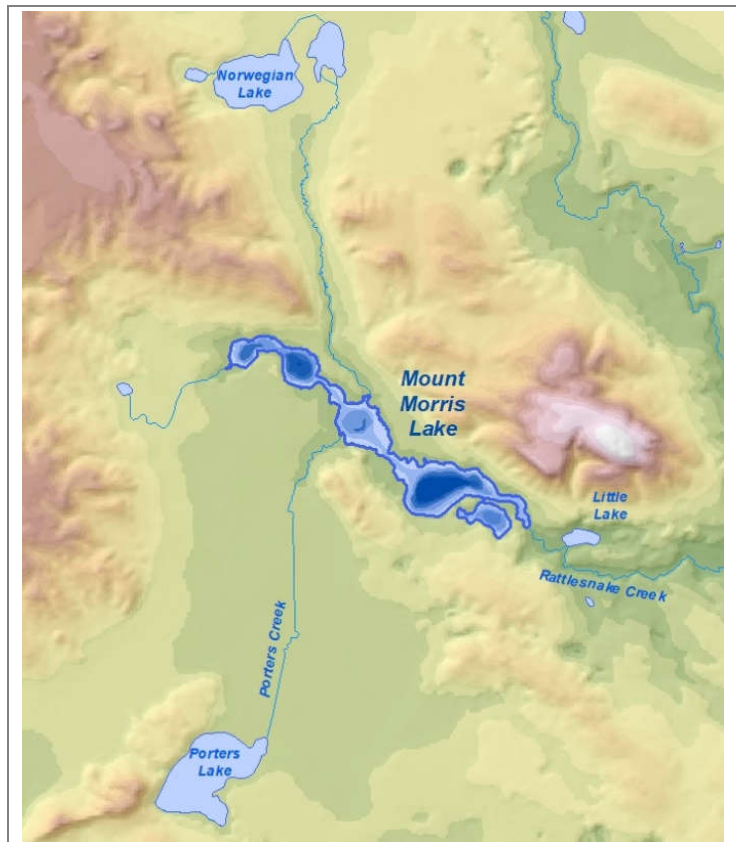 Norwegian
Lake
Mount
Morris
Lake
Little
Lake
Rattlesnake Creek
Porters Creek
Porters
Lake